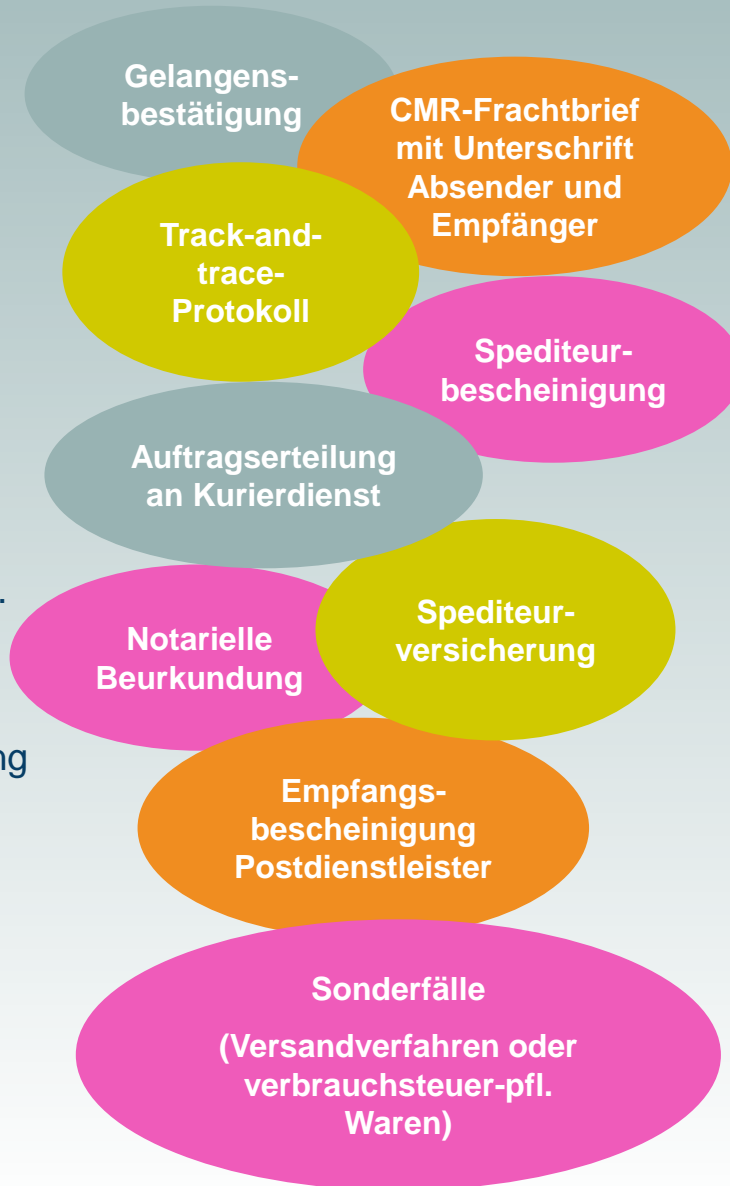 Gelangens-
bestätigung
CMR-Frachtbrief
mit Unterschrift
Absender und
Empfänger
Track-and-
trace-
Protokoll
Spediteur-
bescheinigung
Auftragserteilung
an Kurierdienst
.
Spediteur-
versicherung
Notarielle
Beurkundung
ng
Empfangs-
bescheinigung
Postdienstleister
Sonderfälle
(Versandverfahren oder
verbrauchsteuer-pfl.
Waren)